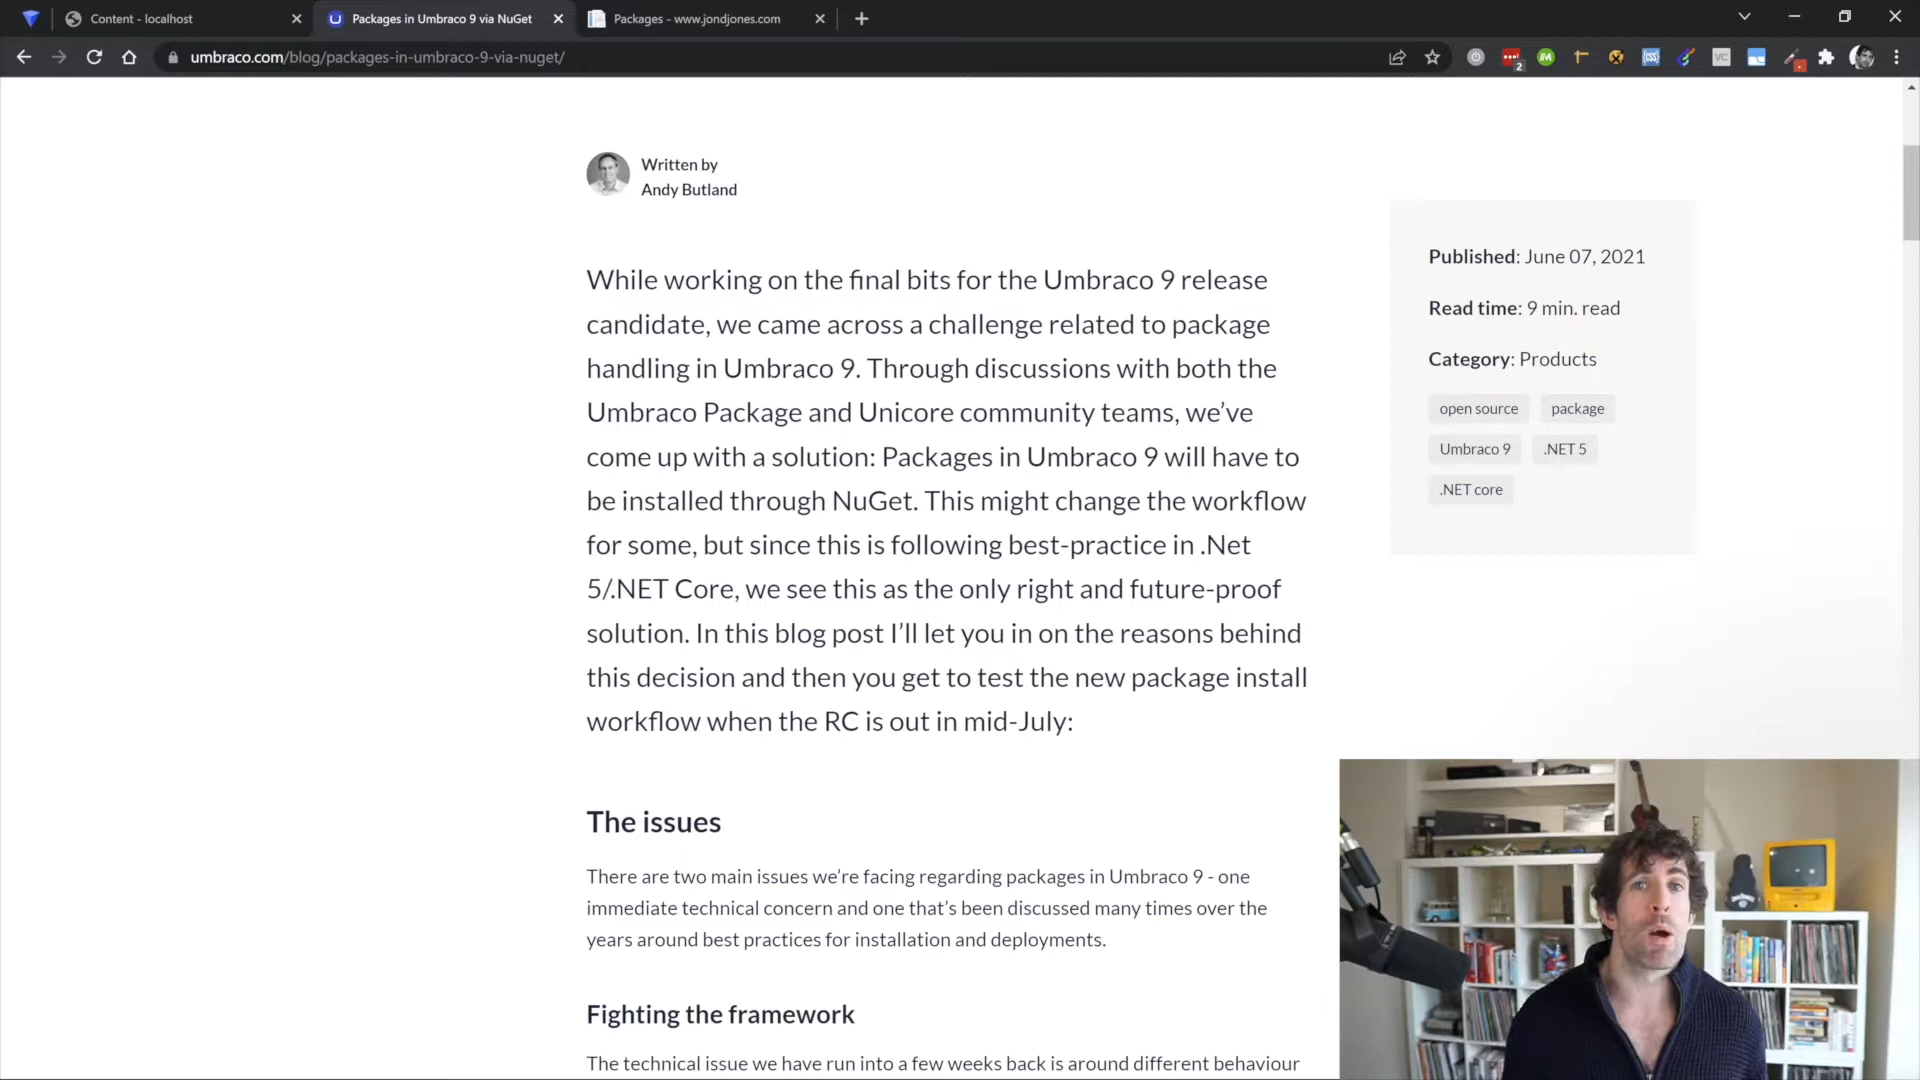 Content - localhost
Packages in Umbraco 9 via NuGet
Packages - www.jondjones.com
umbraco.com/blog/packages-in-umbraco-9-via-nuget/
2
VC
Written by
Andy Butland
While working on the final bits for the Umbraco 9 release
candidate, we came across a challenge related to package
handling in Umbraco 9. Through discussions with both the
Umbraco Package and Unicore community teams, we’ve
come up with a solution: Packages in Umbraco 9 will have to
be installed through NuGet. This might change the workflow
for some, but since this is following best-practice in .Net
5/.NET Core, we see this as the only right and future-proof
solution. In this blog post I’ll let you in on the reasons behind
this decision and then you get to test the new package install
workflow when the RC is out in mid-July:
Published: June 07, 2021
Read time: 9 min. read
Category: Products
open source
package
Umbraco 9
.NET 5
.NET core
The issues
There are two main issues we’re facing regarding packages in Umbraco 9 - one
immediate technical concern and one that’s been discussed many times over the
years around best practices for installation and deployments.
Fighting the framework
The technical issue we have run into a few weeks back is around different behaviour